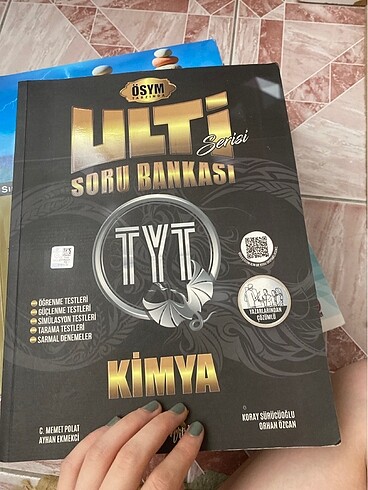 ÖSYM
TARZINDA
ULTi
Serisi
SORU BANKASI
TYT
ÖĞRENME TESTLERİ
GÜÇLENME TESTLERİ
SİMÜLASYON TESTLERİ
TARAMA TESTLERİ
SARMAL DENEMELER
YAZARLARINDAN
ÇÖZÜMLÜ
KİMYA
C. MEMET POLAT
AYHAN EKMEKCİ
KORAY SÜRÜCÜOĞLU
ORHAN ÖZCAN